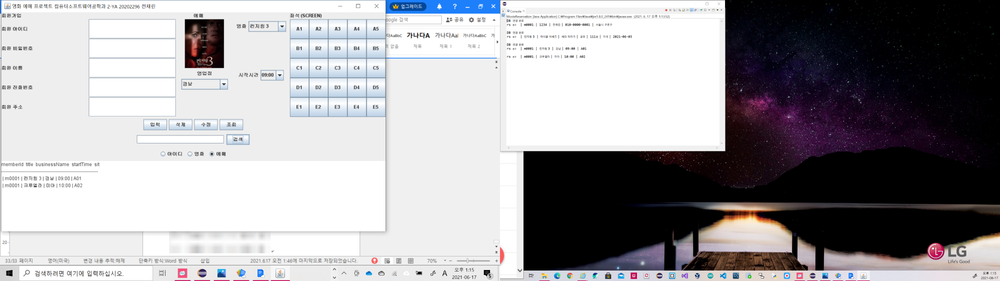 영화 예매 프로젝트 컴퓨터소프트웨어공학과 2-YA 20202296 전채린
회원가입
회원 아이디
회원 비밀번호
회원 이름
회원 전화번호
회원 주소
예매
컨저링3
영업점
강남
영화 컨저링 3
시작시간 09:00
좌석 (SCREEN)
A1 A2 A3 A4 A5
B1 B2 B3 B4 B5
C1 C2 C3 C4 C5
D1 D2 D3 D4 D5
E1 E2 E3 E4 E5
입력 삭제 수정 조회
검색
아이디 영화 예매
memberId title businessName startTime sit
| m0001 | 컨저링 3 | 강남 | 09:00 | A01
| m0001 | 크루엘라 | 미아 | 10:00 | A02
업그레이드
oogle 검색
공유 설정
가나다A 가나다Aa 가나다AaBbC
없음 제목 제목 1 제목 2
20
33/33 페이지 영어(미국) 변경 내용 추적:해제 단축키 방식:Word 방식 삽입 2021.6.17 오전 1:46에 마지막으로 저장되었습니다. 70%
검색하려면 여기에 입력하십시오.
A
오후 1:15
2021-06-17
5
Console
MovieReservation [Java Application] C:\Program Files\Java\jre1.8.0_241\bin\javaw.exe (2021. 6. 17 오후 1:13:52)
DB 연결 완료
rs => | m0001 | 1234 | 전채린 | 010-0000-0001 | 서울시 구로구
DB 연결 완료
rs => | 컨저링 3 | 마이클 차베즈 | 베라 파미가 | 공포 | 111분 | 미국 | 2021-06-03
DB 연결 완료
rs => | m0001 | 컨저링 3 | 강남 | 09:00 | A01
rs => | m0001 | 크루엘라 | 미아 | 10:00 | A02
LG
Life's Good
오후 1:15
2021-06-17